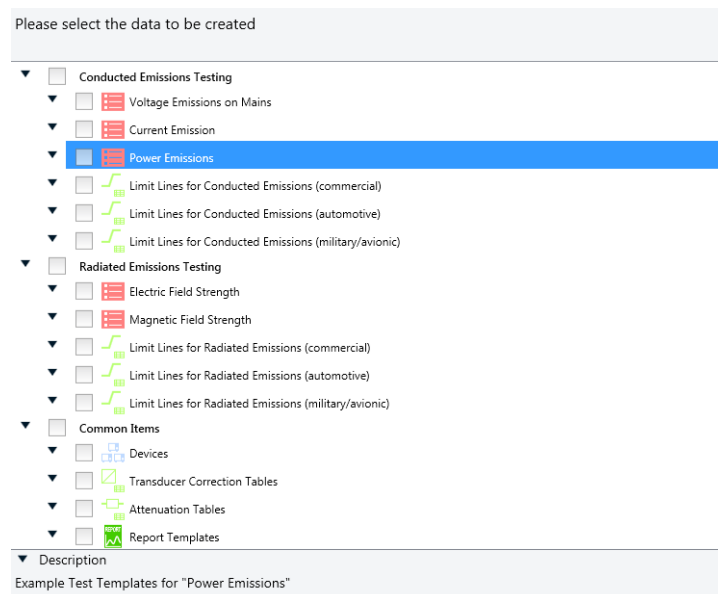 Please select the data to be created
Conducted Emissions Testing
Voltage Emissions on Mains
Current Emission
Power Emissions
Limit Lines for Conducted Emissions (commercial)
Limit Lines for Conducted Emissions (automotive)
Limit Lines for Conducted Emissions (military/avionic)
Radiated Emissions Testing
Electric Field Strength
Magnetic Field Strength
Limit Lines for Radiated Emissions (commercial)
Limit Lines for Radiated Emissions (automotive)
Limit Lines for Radiated Emissions (military/avionic)
Common Items
Devices
Transducer Correction Tables
Attenuation Tables
REPORT Report Templates
Description
Example Test Templates for "Power Emissions"